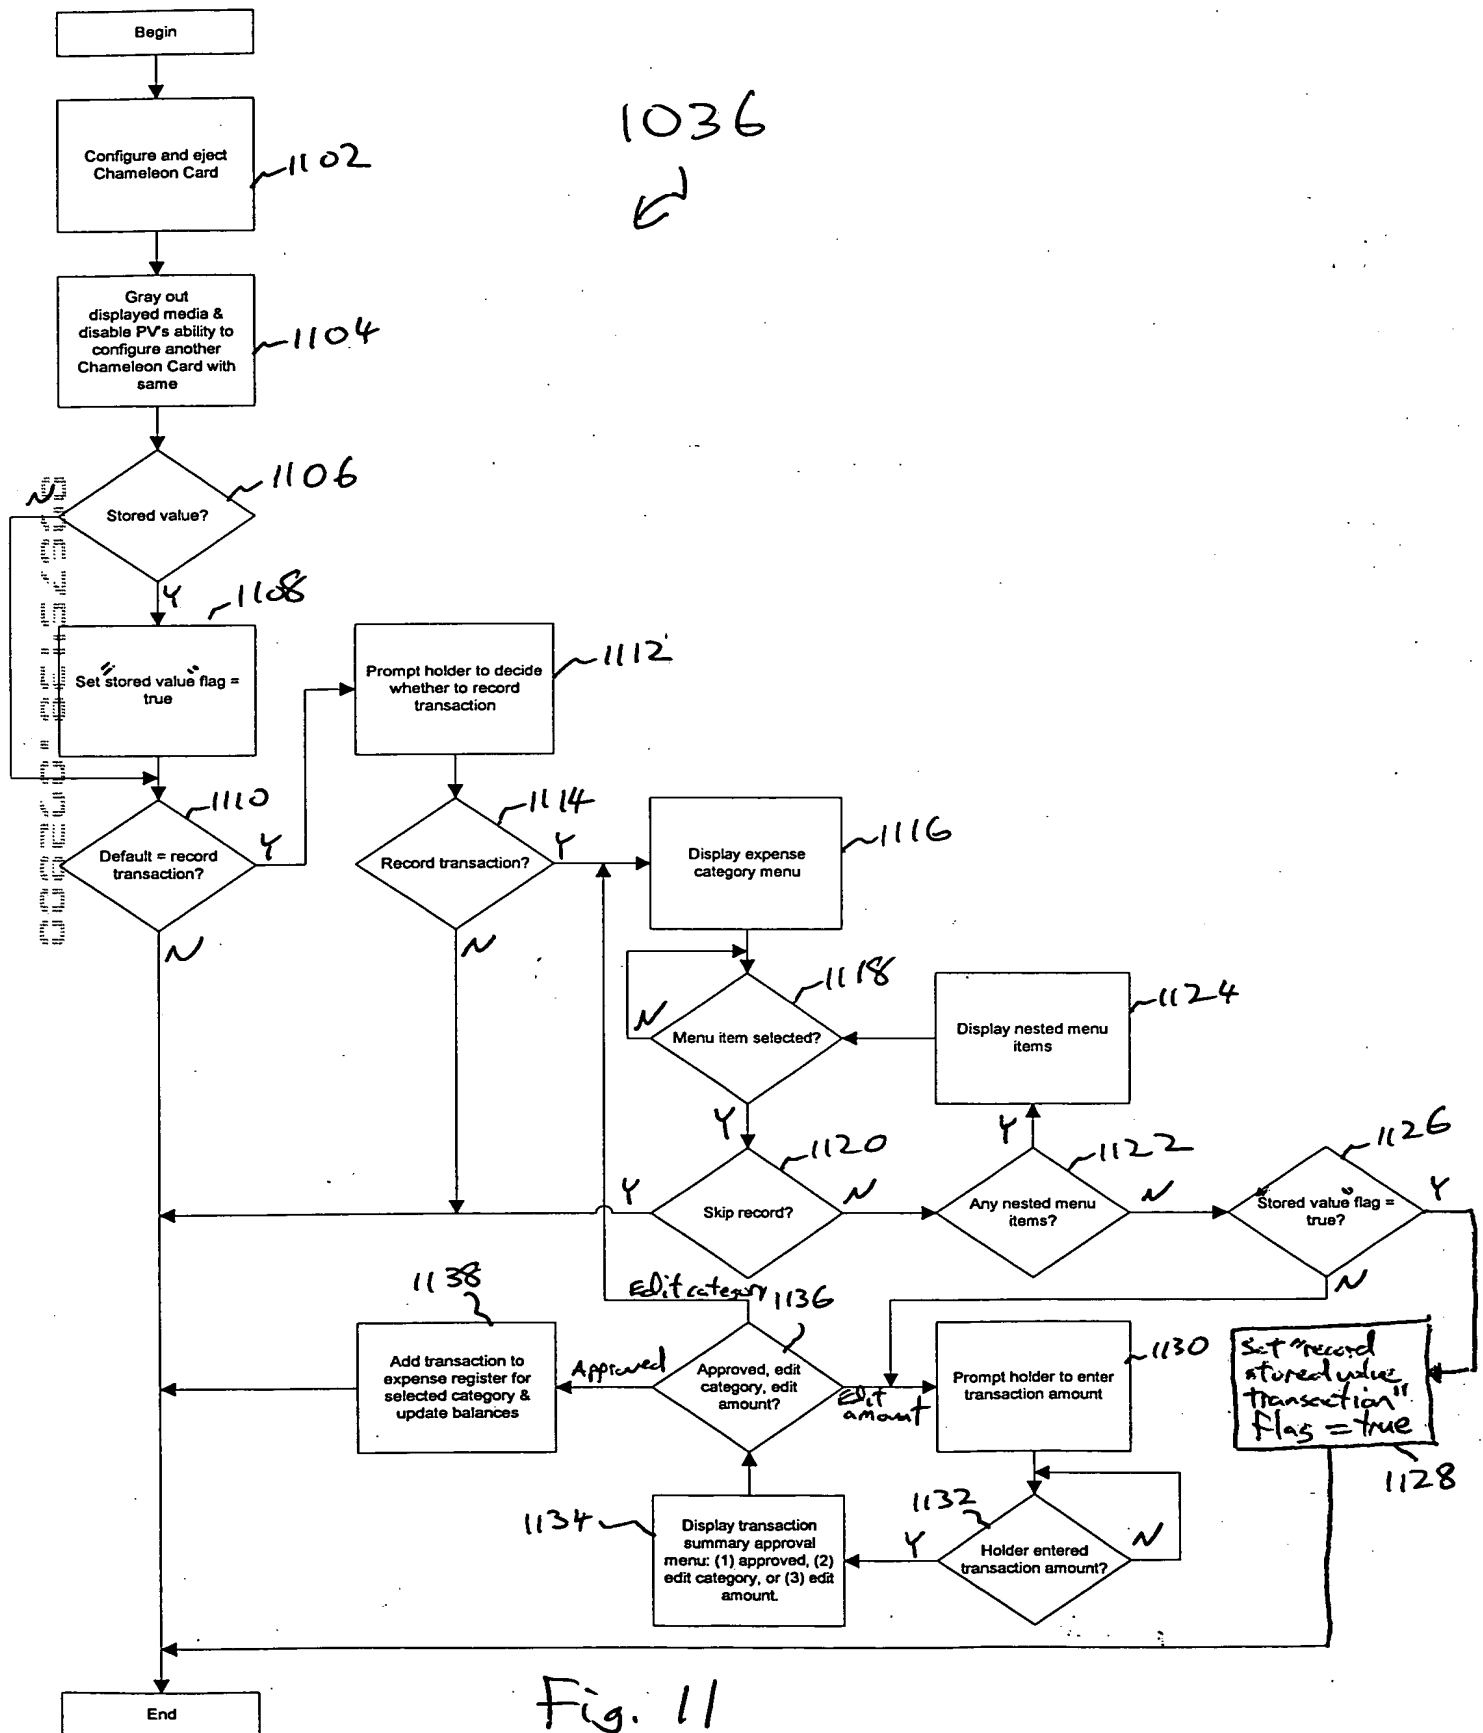 Begin
1036
Configure and eject
Chameleon Card
1102
Gray out
displayed media &
disable PV's ability to
configure another
Chameleon Card with
same
1104
Stored value?
1106
N
Y
1108
Set "stored value" flag =
true
Prompt holder to decide
whether to record
transaction
1112
1110
Default = record
transaction?
Y
N
1114
Record transaction?
Y
N
Display expense
category menu
1116
1118
Menu item selected?
N
Y
Display nested menu
items
1124
1120
Skip record?
Y
N
1122
Any nested menu
items?
Y
N
1126
"Stored value" flag =
true?
Y
N
1138
Add transaction to
expense register for
selected category &
update balances
Edit category
1136
Approved, edit
category, edit
amount?
Approved
Edit
amount
Prompt holder to enter
transaction amount
1130
Set "record
stored value
transaction"
flag = true
1128
1134
Display transaction
summary approval
menu: (1) approved, (2)
edit category, or (3) edit
amount.
1132
Holder entered
transaction amount?
Y
N
End
Fig. 11